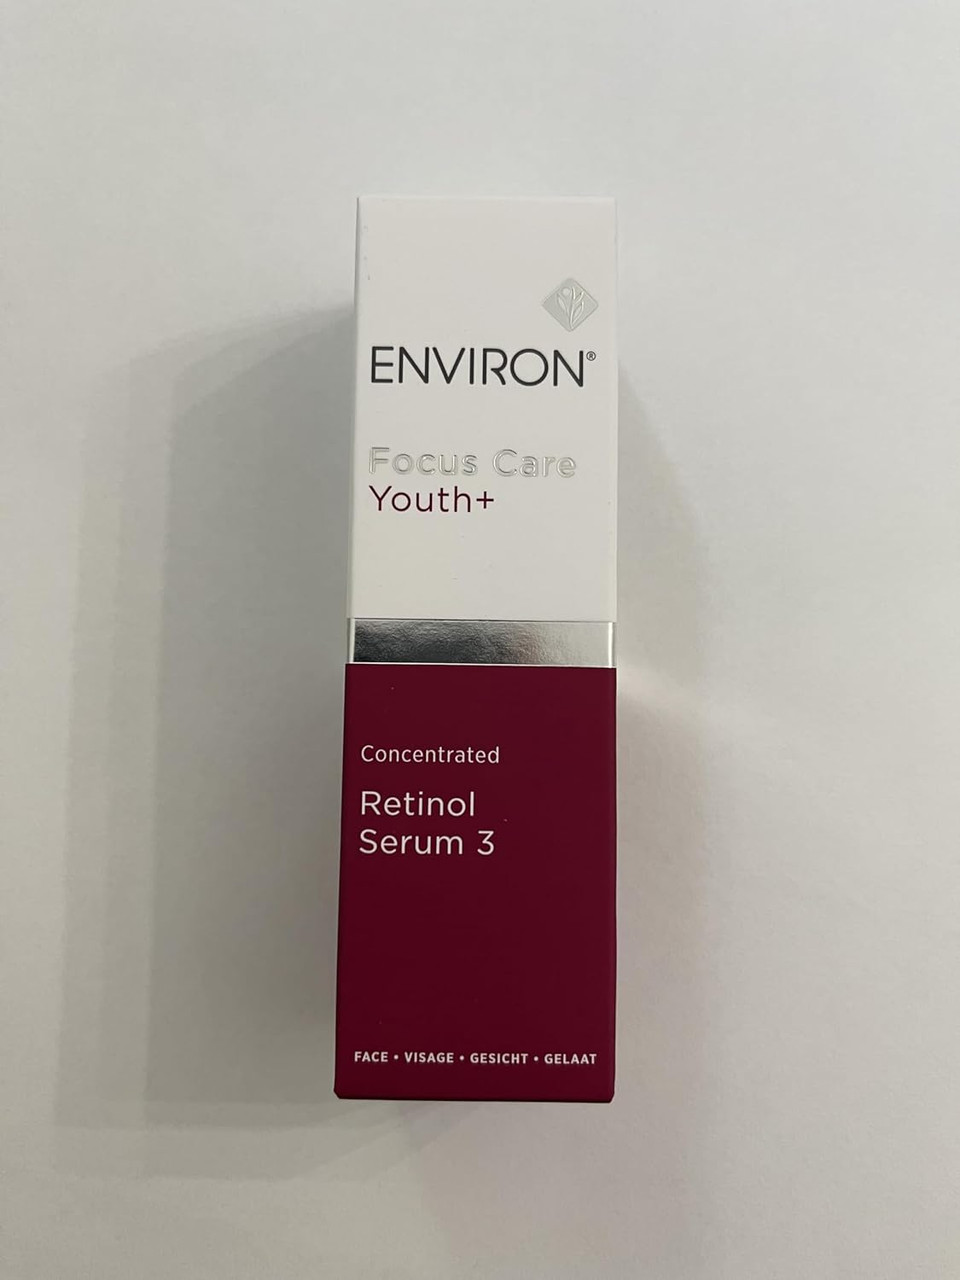 ENVIRON®
Focus Care
Youth+
Concentrated
Retinol
Serum 3
FACE • VISAGE • GESICHT • GELAAT